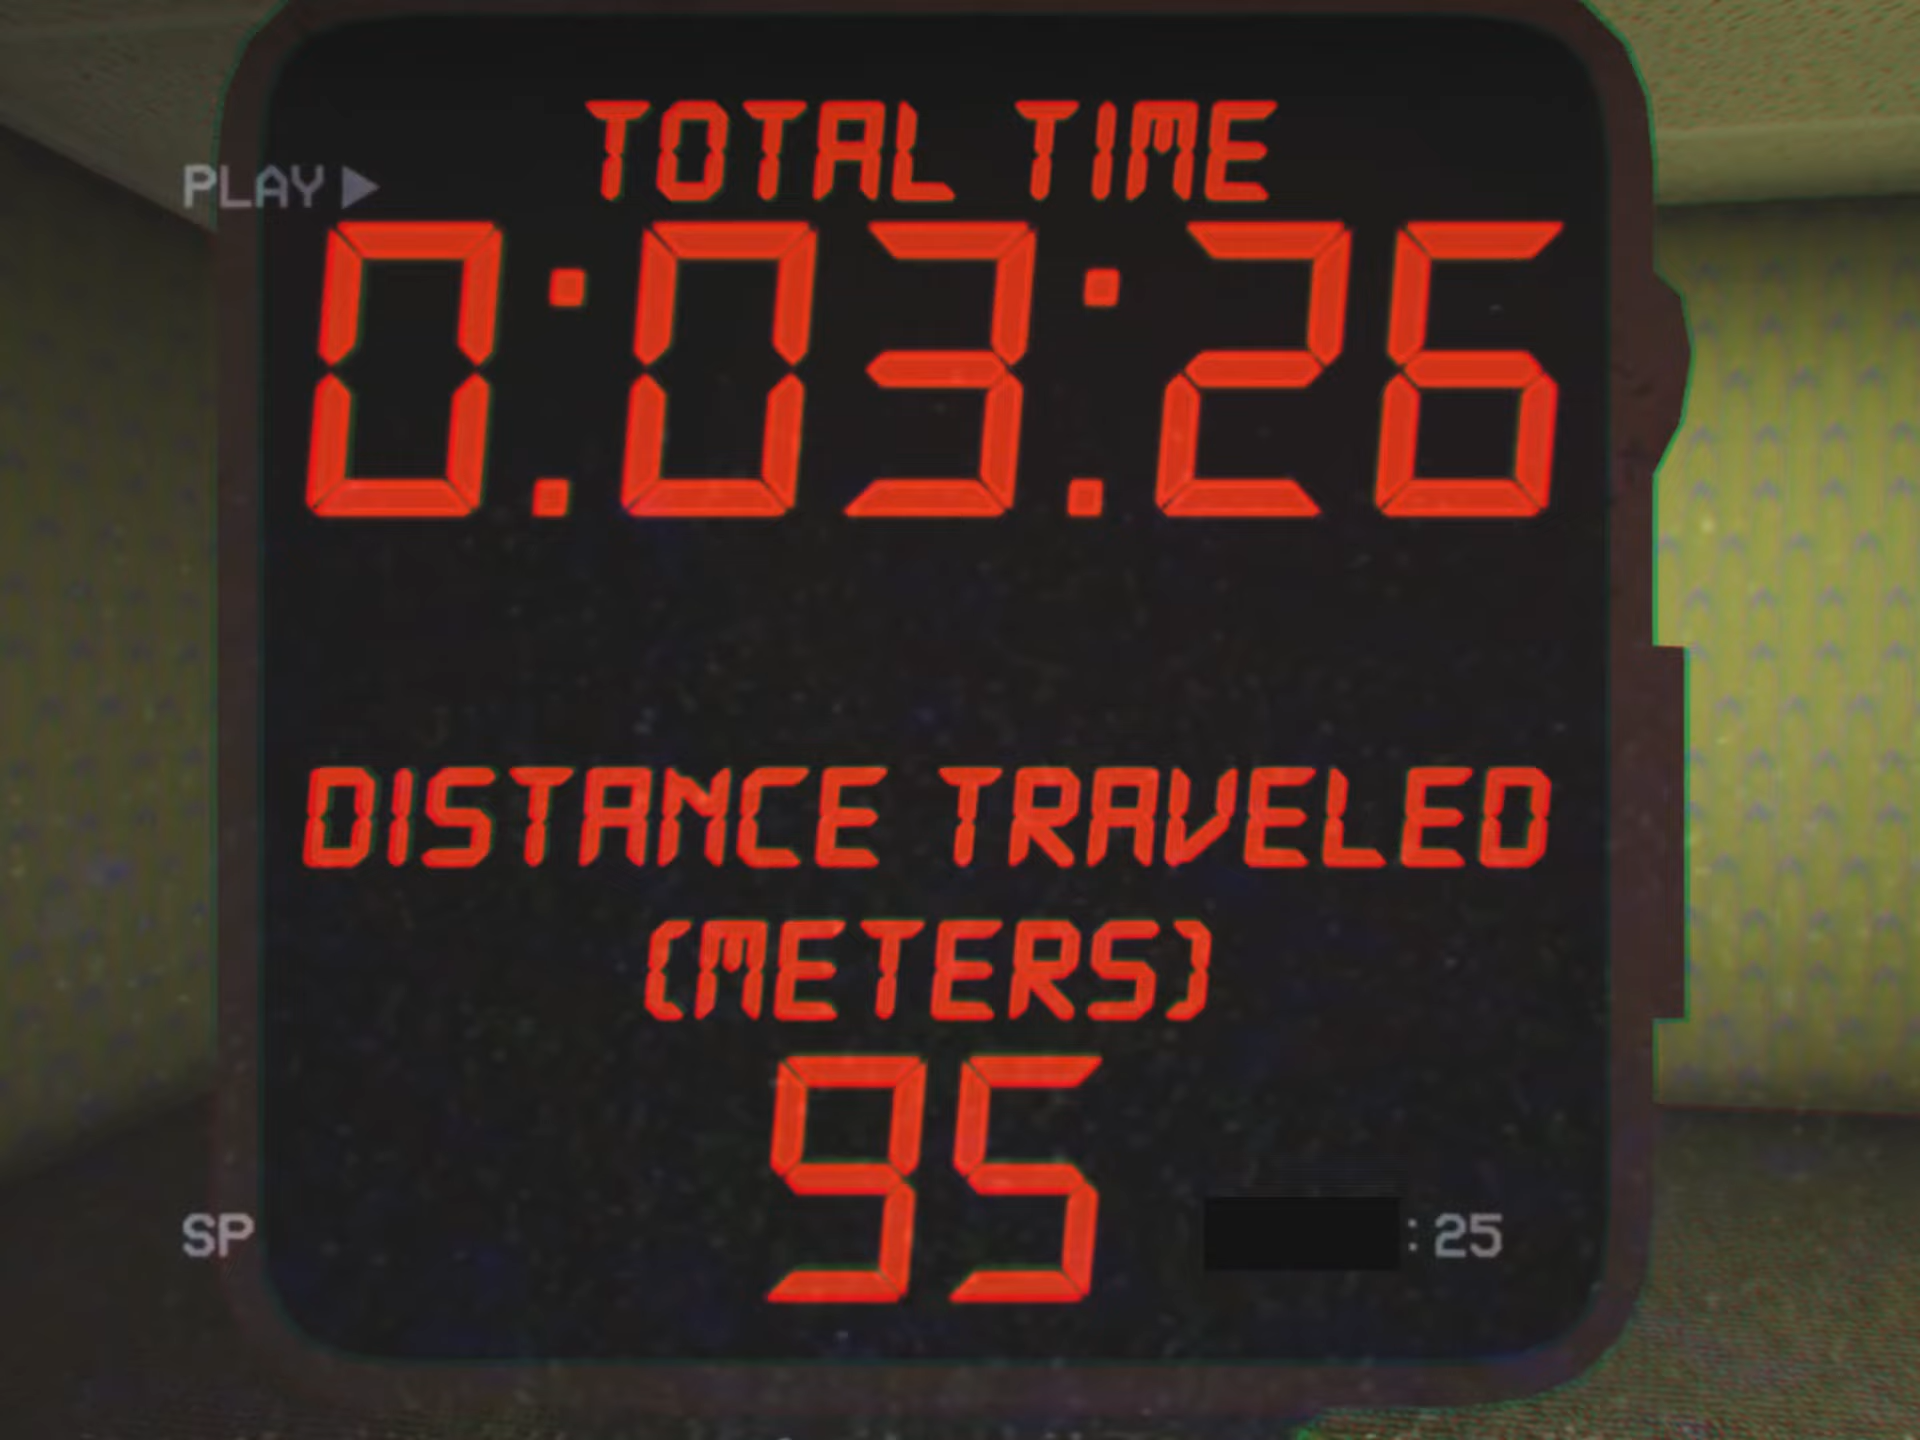 TOTAL TIME
PLAY ▶
0:03:26
DISTANCE TRAVELED
(METERS)
95
SP
:25